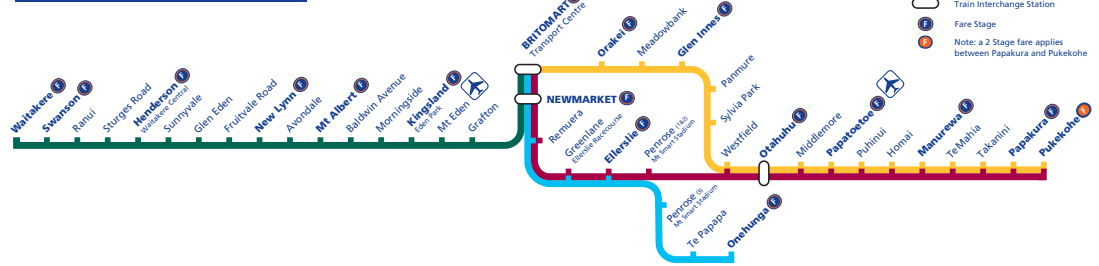 Train Interchange Station
F Fare Stage
F Note: a 2 Stage fare applies
between Papakura and Pukekohe
Waitakere F
Swanson F
Ranui
Sturges Road
Henderson F
Waitakere Central
Sunnyvale
Glen Eden
Fruitvale Road
New Lynn F
Avondale
Mt Albert F
Baldwin Avenue
Morningside
Kingsland F
Eden Park
Mt Eden
Grafton
BRITOMART F
Transport Centre
NEWMARKET F
Orakei F
Meadowbank
Glen Innes F
Panmure
Sylvia Park
Remuera
Greenlane
Ellerslie Racecourse
Ellerslie F
Penrose (1&2)
Mt Smart Stadium
Westfield
Otahuhu F
Middlemore
Papatoetoe F
Puhinui
Homai
Manurewa F
Te Mahia
Takanini
Papakura F
Pukekohe F
Penrose (3)
Mt Smart Stadium
Te Papapa
Onehunga F